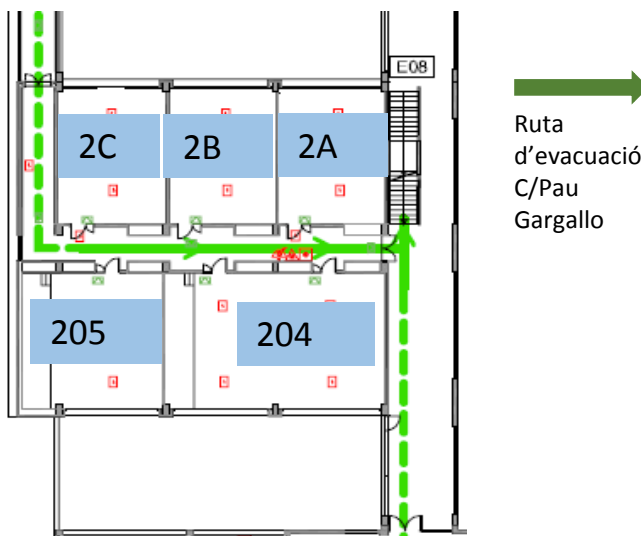 E08
2C
2B
2A
205
204
Ruta
d’evacuació
C/Pau
Gargallo